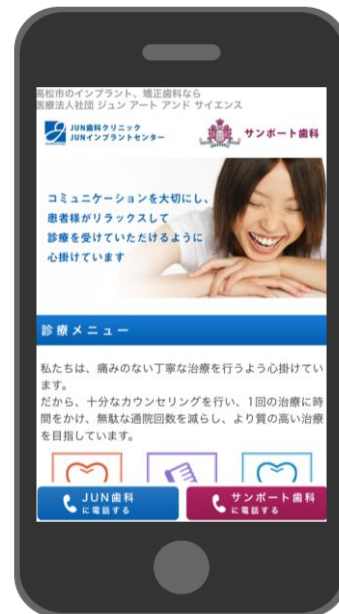 高松市のインプラント、矯正歯科なら
医療法人社団 ジュン アート アンド サイエンス
JUN歯科クリニック
JUNインプラントセンター
サンポート歯科
コミュニケーションを大切にし、
患者様がリラックスして
診療を受けていただけるように
心掛けています
診療メニュー
私たちは、痛みのない丁寧な治療を行うよう心掛けてい
ます。
だから、十分なカウンセリングを行い、1回の治療に時
間をかけ、無駄な通院回数を減らし、より質の高い治療
を目指しています。
JUN歯科
に電話する
サンポート歯科
に電話する